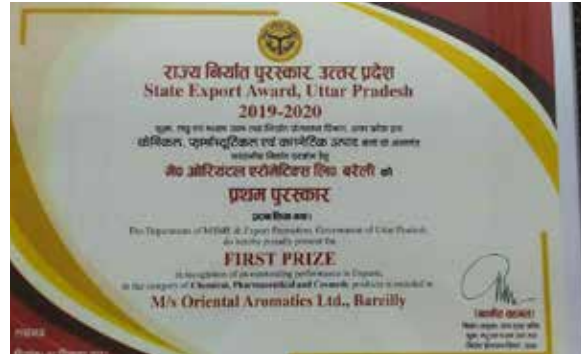 राज्य निर्यात पुरस्कार, उत्तर प्रदेश
State Export Award, Uttar Pradesh
2019-2020
केमिकल, फार्मास्यूटिकल एवं कास्मेटिक उत्पाद
मै० ओरियंटल एरोमैटिक्स लि० बरेली को
प्रथम पुरस्कार
The Department of MSME & Export Promotion, Government of Uttar Pradesh
do hereby proudly present the
FIRST PRIZE
in recognition of an outstanding performance in Exports,
in the category of Chemical, Pharmaceutical and Cosmetic products is awarded to
M/s Oriental Aromatics Ltd., Bareilly